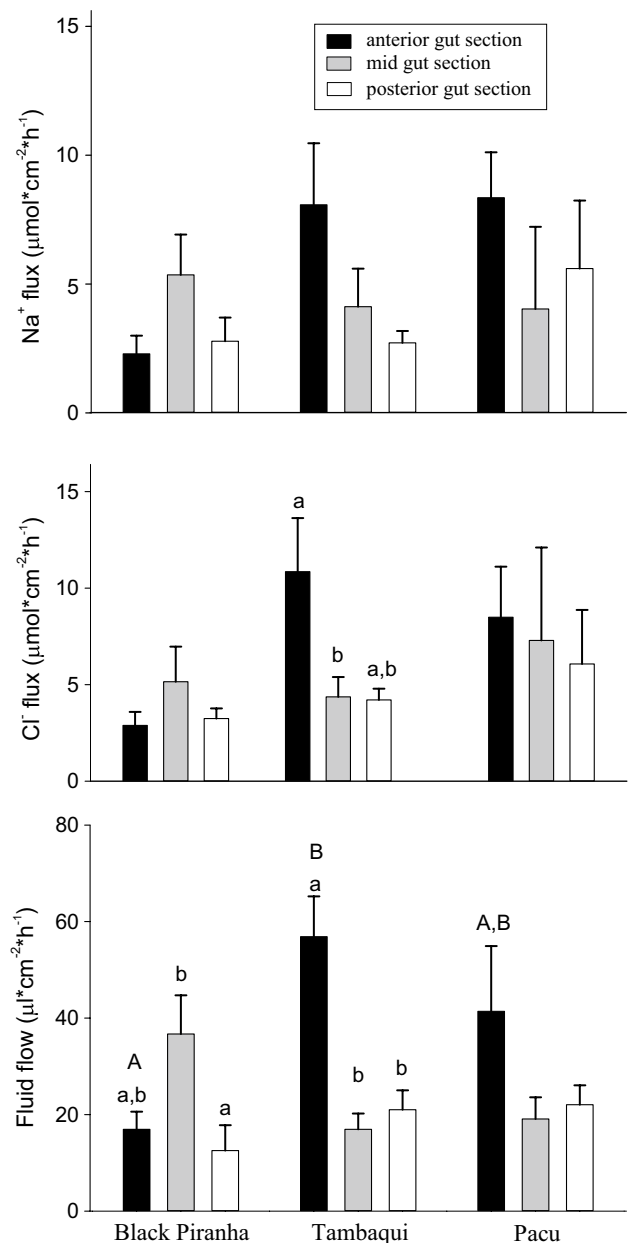 15
anterior gut section
mid gut section
posterior gut section
10
5
0
Na⁺ flux (μmol*cm⁻²*h⁻¹)
15
10
5
0
Cl⁻ flux (μmol*cm⁻²*h⁻¹)
a
b
a,b
80
60
40
20
0
Fluid flow (μl*cm⁻²*h⁻¹)
A
a,b
b
a
B
a
b
b
A,B
Black Piranha
Tambaqui
Pacu